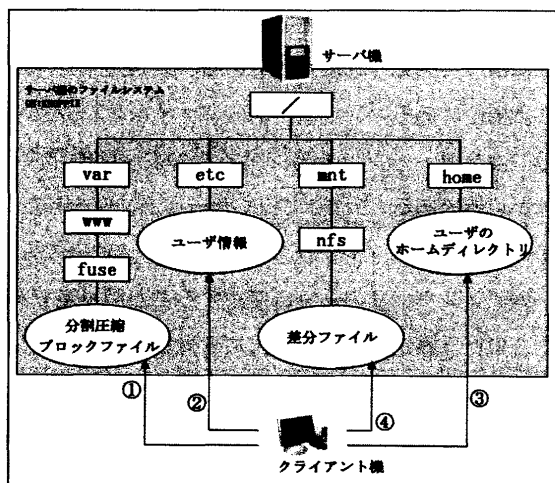 サーバ機
サーバ機のファイルシステム
/
var
etc
mnt
home
www
ユーザ情報
nfs
ユーザの
ホームディレクトリ
fuse
分割圧縮
ブロックファイル
差分ファイル
①
②
④
③
クライアント機